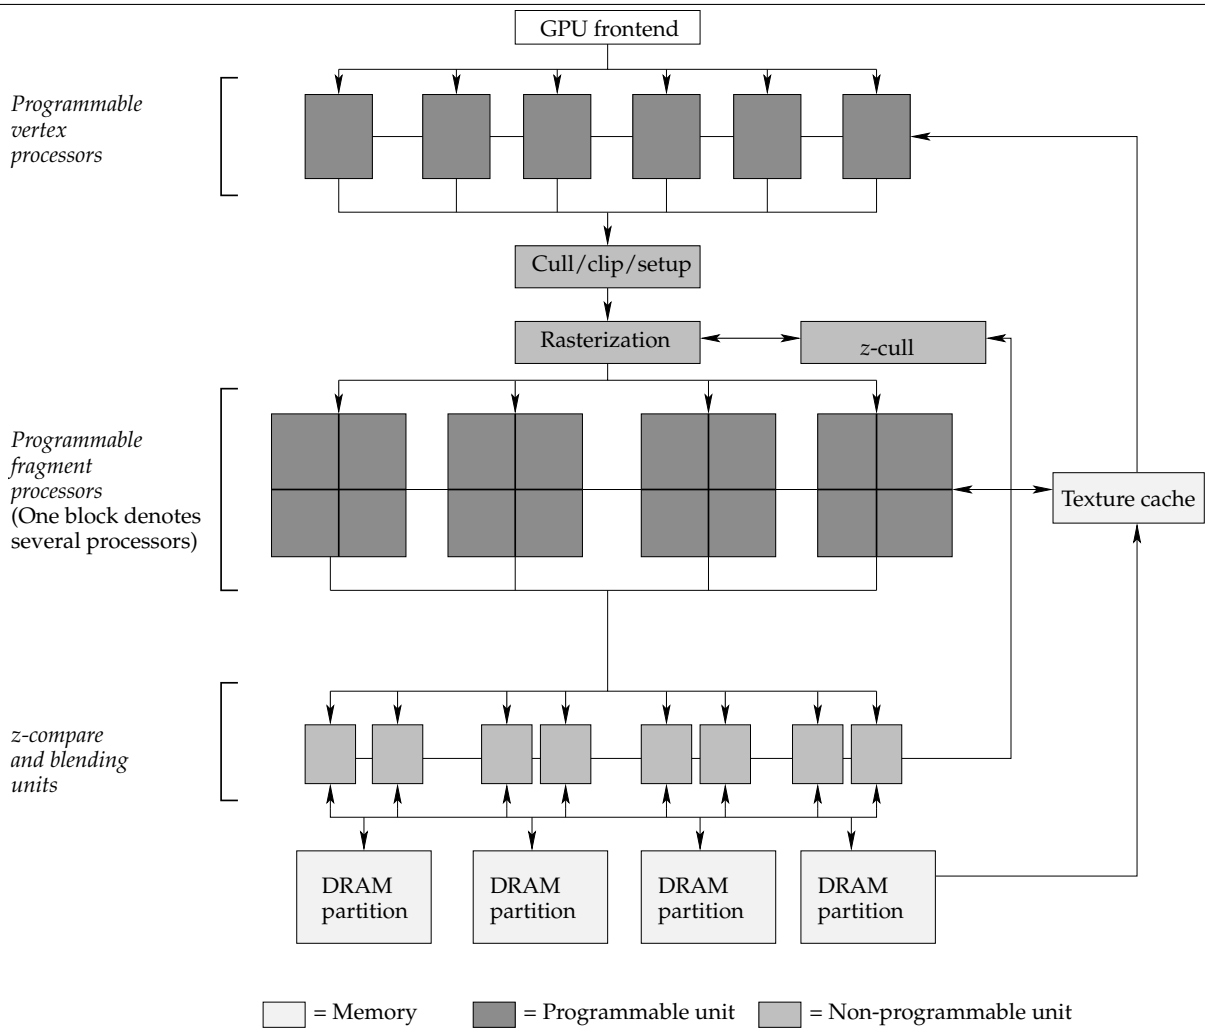 GPU frontend
Programmable
vertex
processors
Cull/clip/setup
Rasterization
z-cull
Programmable
fragment
processors
(One block denotes
several processors)
Texture cache
z-compare
and blending
units
DRAM
partition
DRAM
partition
DRAM
partition
DRAM
partition
= Memory
= Programmable unit
= Non-programmable unit